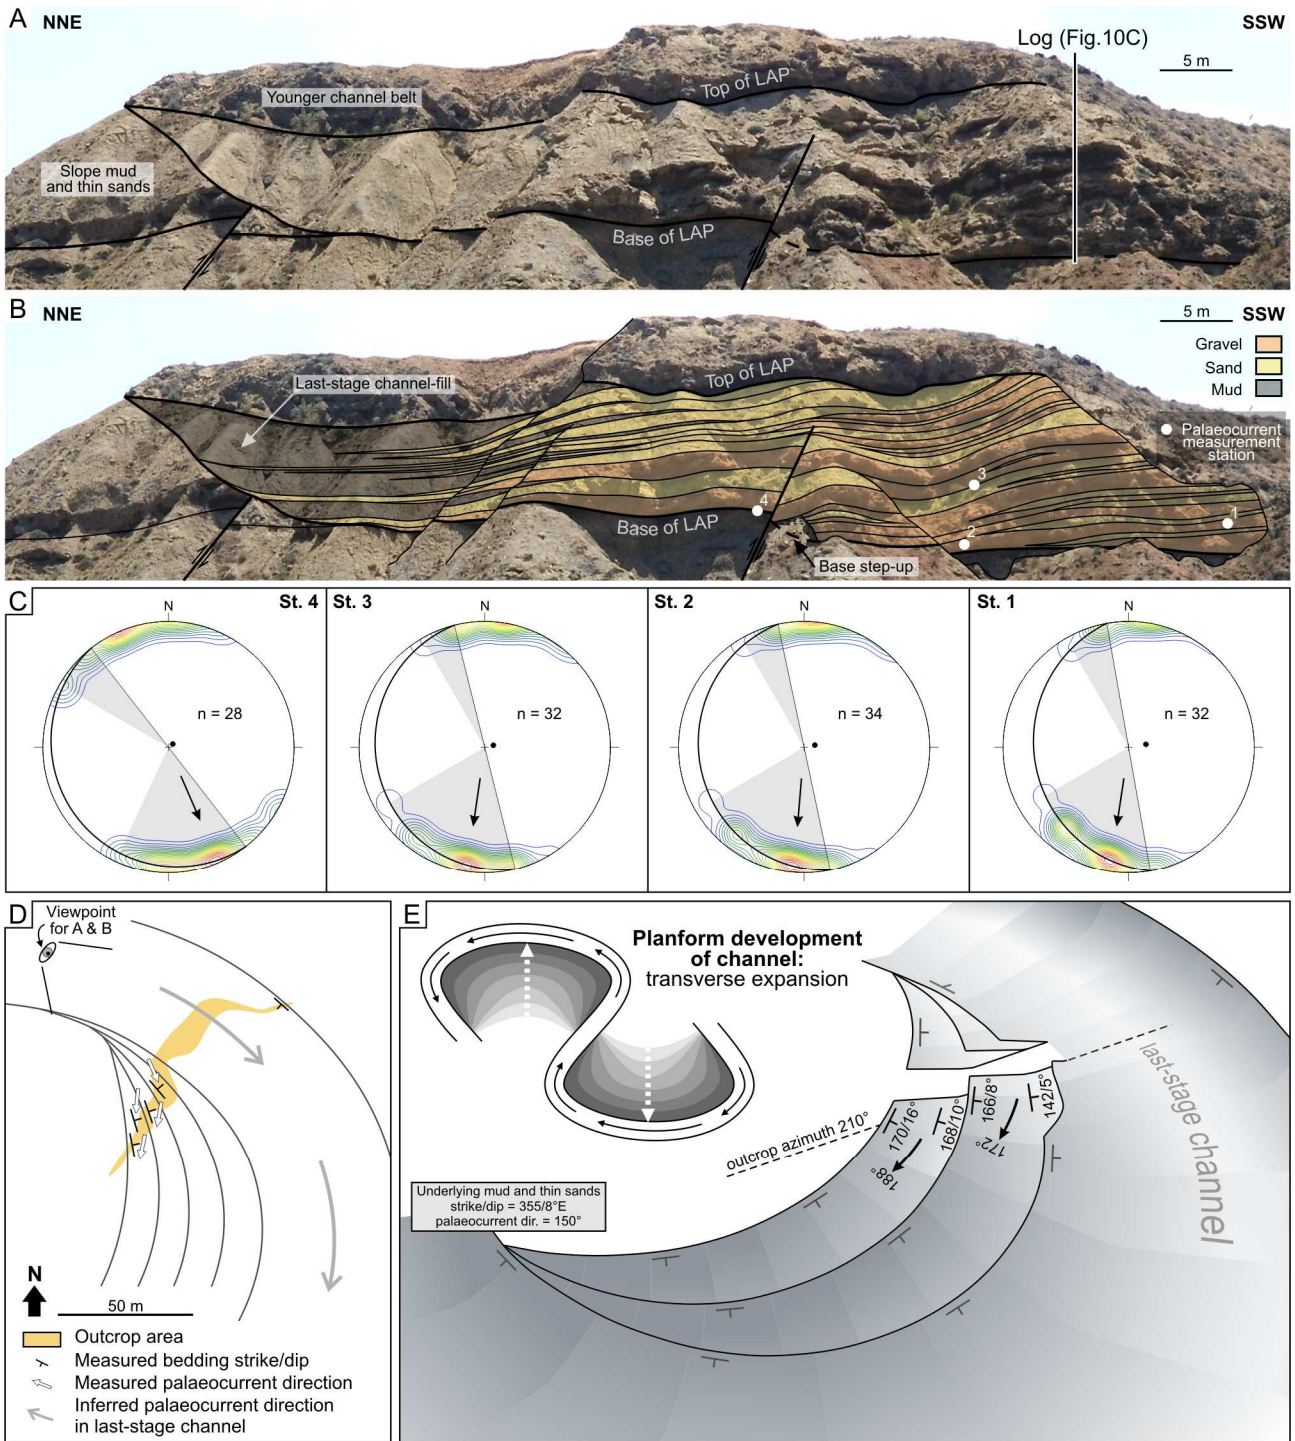 A
NNE
SSW
Log (Fig.10C)
5 m
Younger channel belt
Top of LAP
Slope mud
and thin sands
Base of LAP
B
NNE
5 m
SSW
Gravel
Sand
Mud
Last-stage channel-fill
Top of LAP
Palaeocurrent
measurement
station
3
4
1
2
Base of LAP
Base step-up
C
St. 4
St. 3
St. 2
St. 1
N
N
N
N
n = 28
n = 32
n = 34
n = 32
D
Viewpoint
for A & B
N
50 m
Outcrop area
Measured bedding strike/dip
Measured palaeocurrent direction
Inferred palaeocurrent direction
in last-stage channel
E
Planform development
of channel:
transverse expansion
outcrop azimuth 210°
170/16°
168/10°
166/8°
142/5°
188°
172°
last-stage channel
Underlying mud and thin sands
strike/dip = 355/8°E
palaeocurrent dir. = 150°